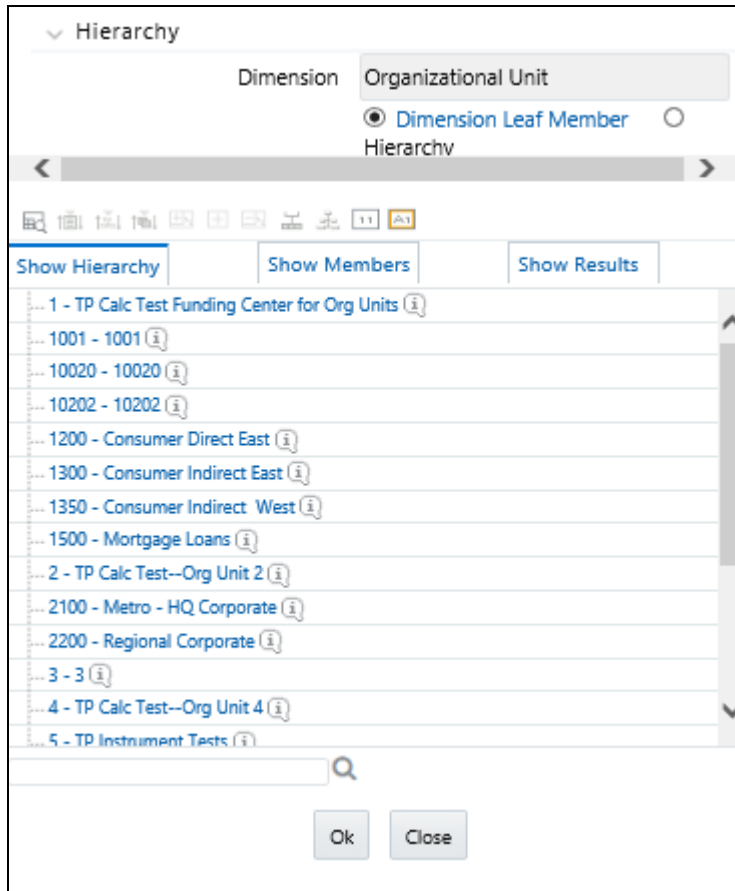 Hierarchy
Dimension Organizational Unit
Dimension Leaf Member
Hierarchy
11 A1
Show Hierarchy Show Members Show Results
1 - TP Calc Test Funding Center for Org Units
1001 - 1001
10020 - 10020
10202 - 10202
1200 - Consumer Direct East
1300 - Consumer Indirect East
1350 - Consumer Indirect  West
1500 - Mortgage Loans
2 - TP Calc Test--Org Unit 2
2100 - Metro - HQ Corporate
2200 - Regional Corporate
3 - 3
4 - TP Calc Test--Org Unit 4
5 - TP Instrument Tests
Ok Close